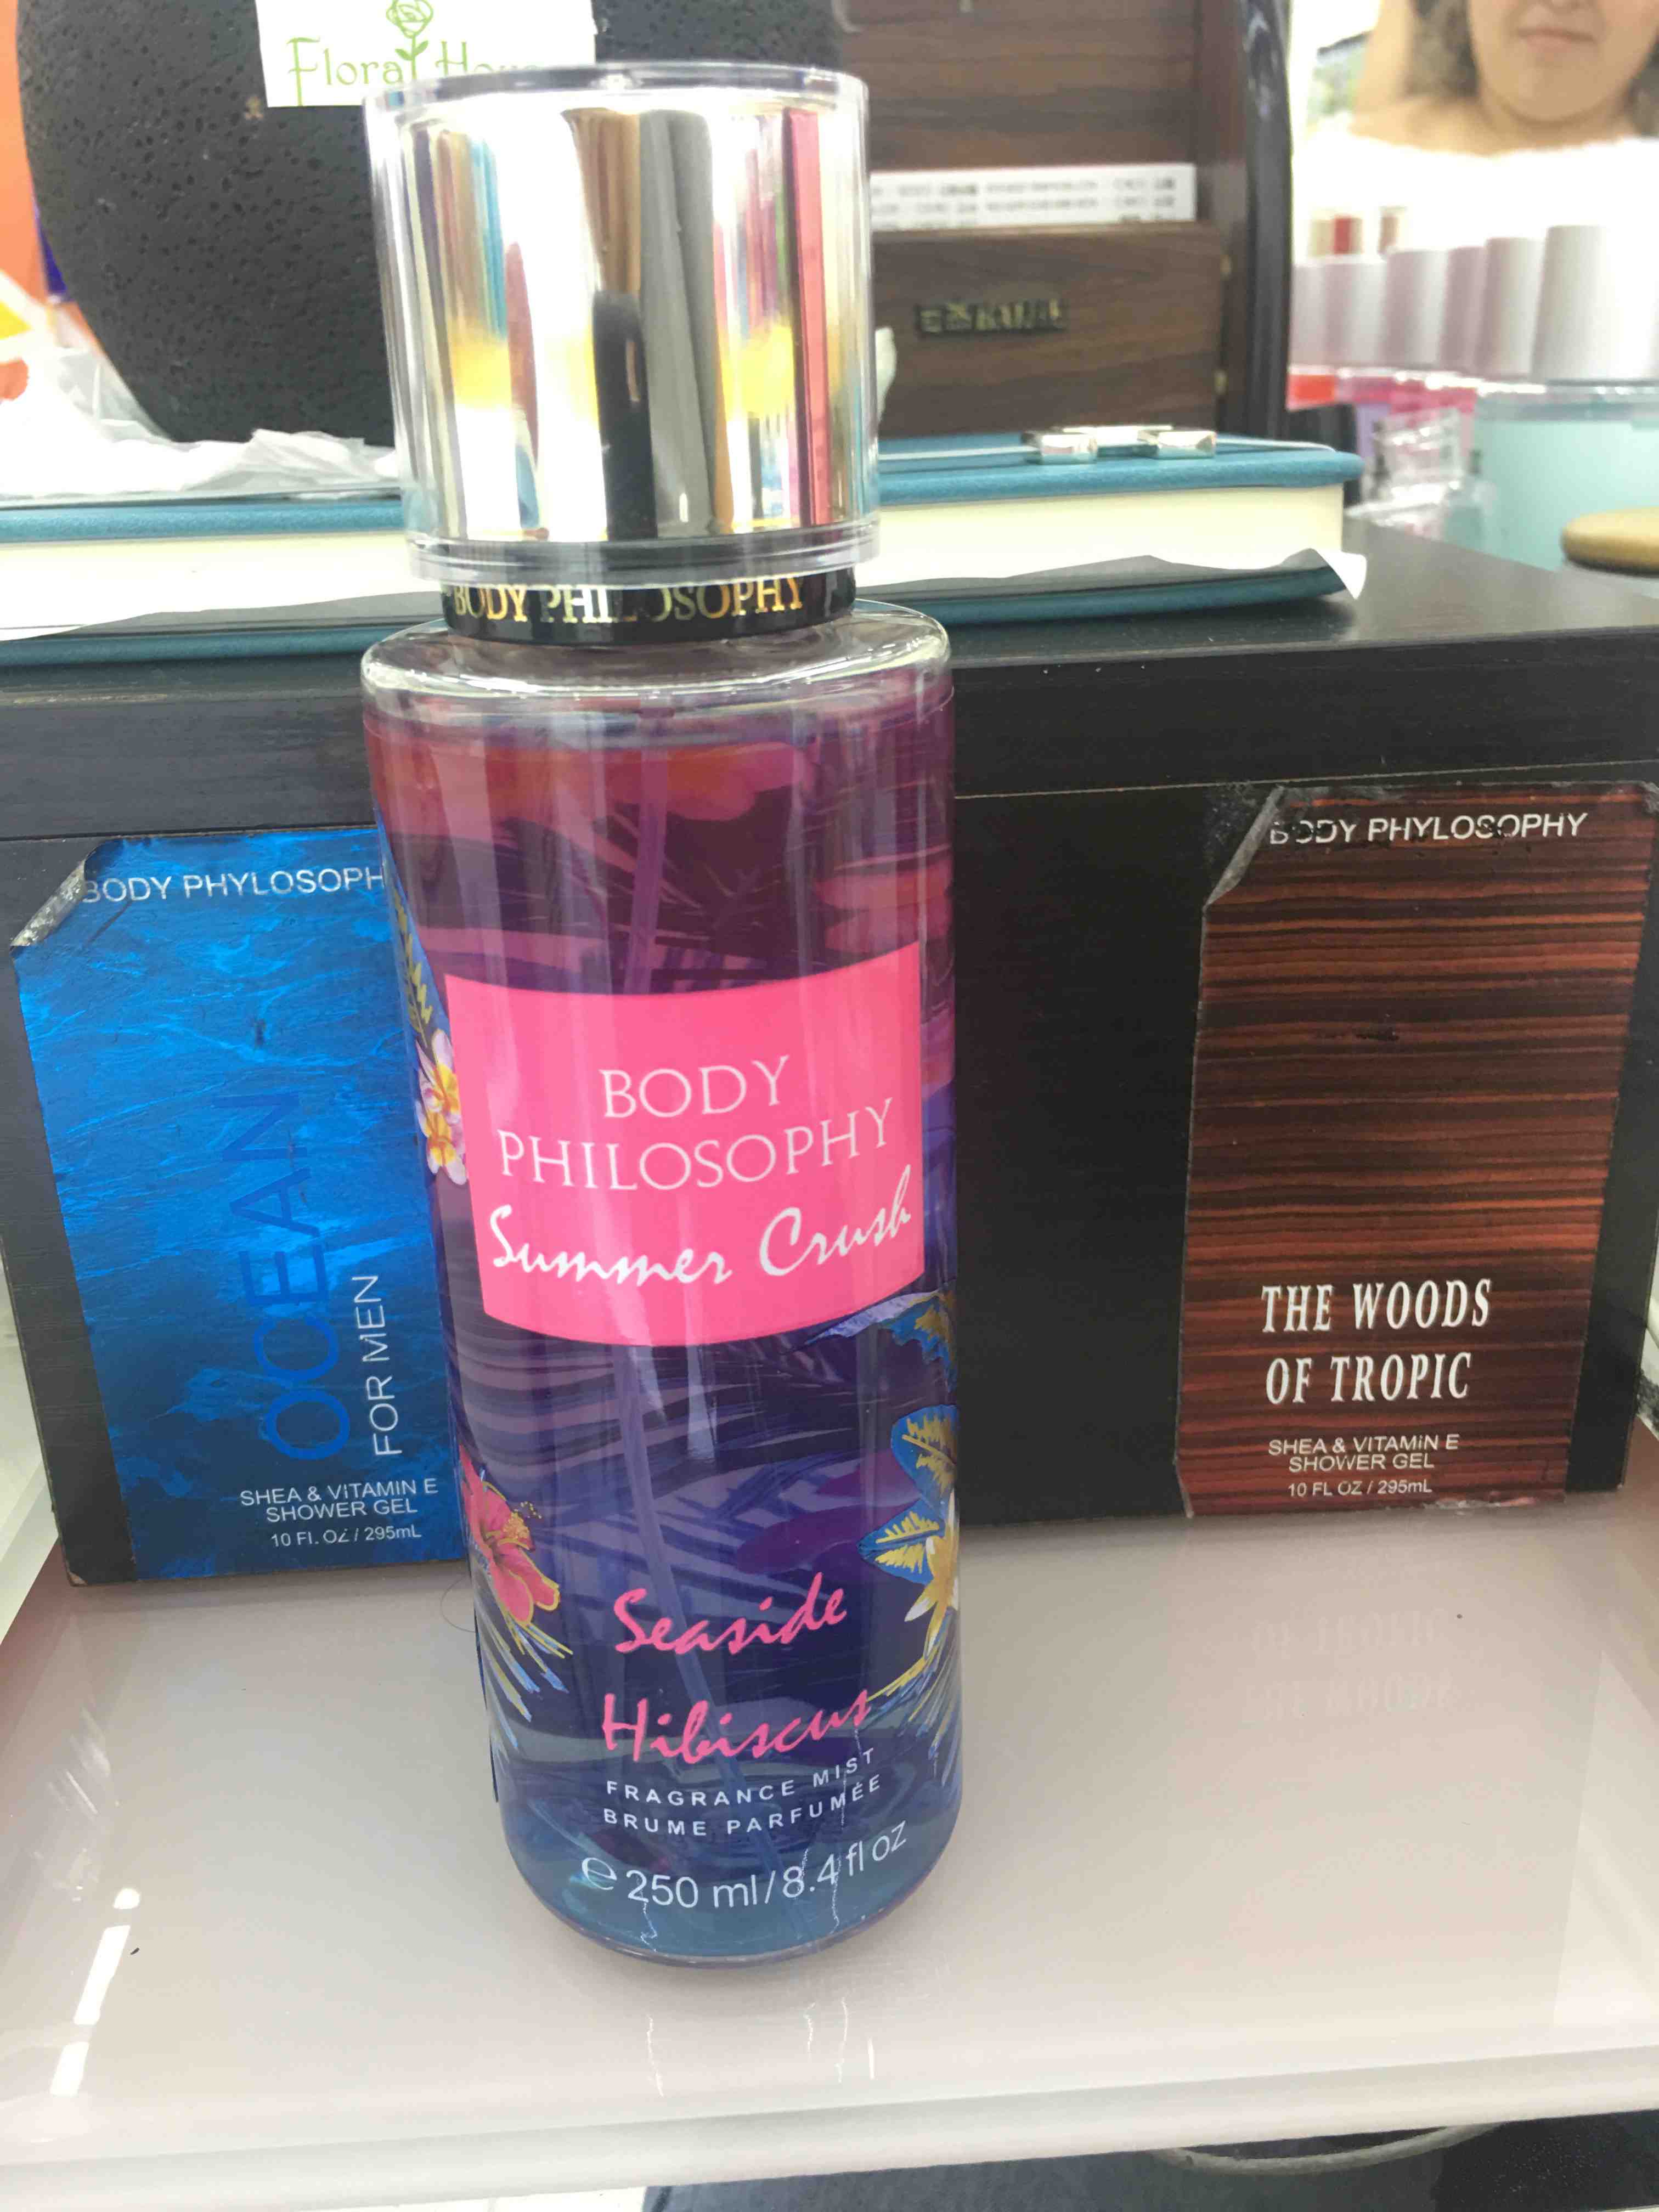 Floral
BODY PHILOSOPHY
BODY
PHILOSOPHY
Summer Crush
Seaside
Hibiscus
FRAGRANCE MIST
BRUME PARFUMÉE
℮ 250 ml/8.4 fl oz
BODY PHYLOSOPH
OCEAN
FOR MEN
SHEA & VITAMIN E
SHOWER GEL
10 Fl. OZ / 295mL
BODY PHYLOSOPHY
THE WOODS
OF TROPIC
SHEA & VITAMIN E
SHOWER GEL
10 FL OZ / 295mL